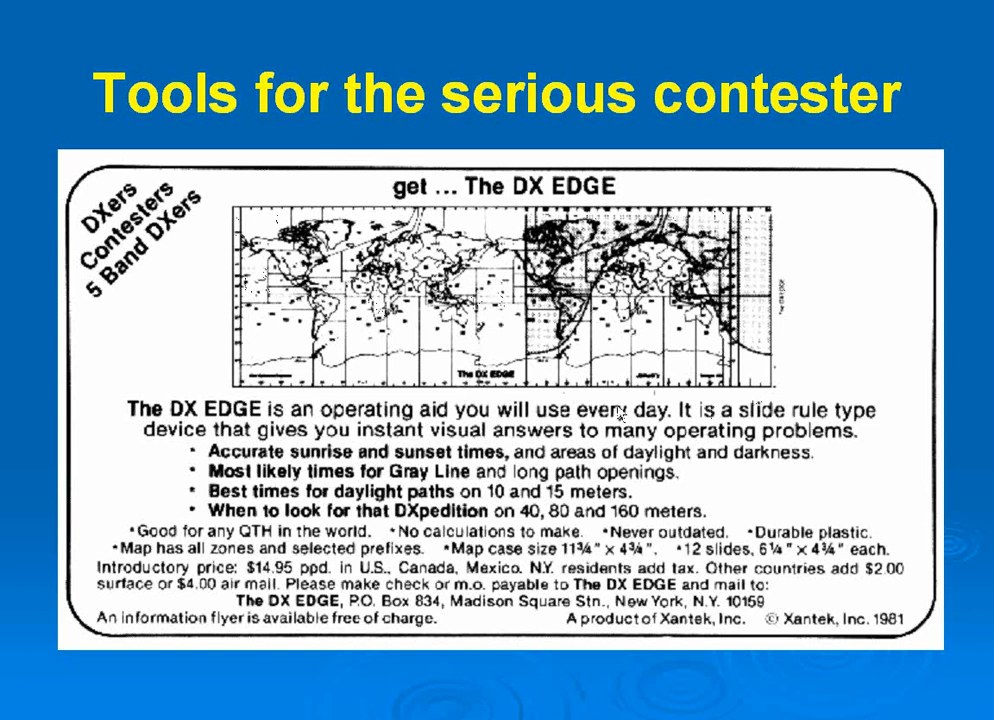 Tools for the serious contester
DXers
Contesters
5 Band DXers
get ... The DX EDGE
The DX EDGE
The DX EDGE is an operating aid you will use every day. It is a slide rule type
device that gives you instant visual answers to many operating problems.
• Accurate sunrise and sunset times, and areas of daylight and darkness.
• Most likely times for Gray Line and long path openings.
• Best times for daylight paths on 10 and 15 meters.
• When to look for that DXpedition on 40, 80 and 160 meters.
•Good for any QTH in the world. •No calculations to make. •Never outdated. •Durable plastic.
•Map has all zones and selected prefixes. •Map case size 11¾" x 4¾". •12 slides, 6¼" x 4¼" each.
Introductory price: $14.95 ppd. in U.S., Canada, Mexico. N.Y. residents add tax. Other countries add $2.00
surface or $4.00 air mail. Please make check or m.o. payable to The DX EDGE and mail to:
The DX EDGE, P.O. Box 834, Madison Square Stn., New York, N.Y. 10159
An information flyer is available free of charge. A product of Xantek, Inc. © Xantek, Inc. 1981